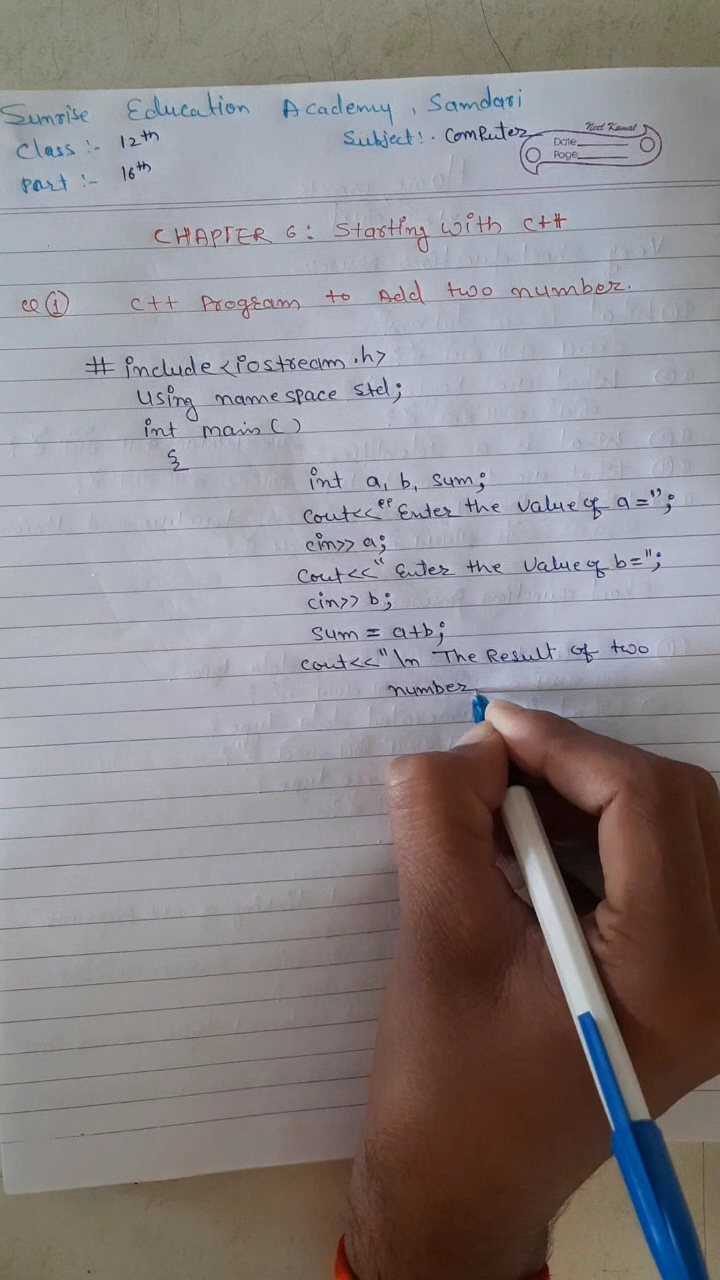 Sunrise Education Academy, Samdari
Class :- 12th Subject :- Computer
Part :- 16th
Neel Kamal
Date
Page
CHAPTER 6: Starting With C++
Q ① C++ Program to Add two number.
# include <iostream.h>
Using namespace std;
int main ( )
{
int a, b, sum;
cout<<"Enter the value of a=";
cin>> a;
cout<<" Enter the value of b=";
cin>> b;
sum = a+b;
cout<<"\n The Result of two
number